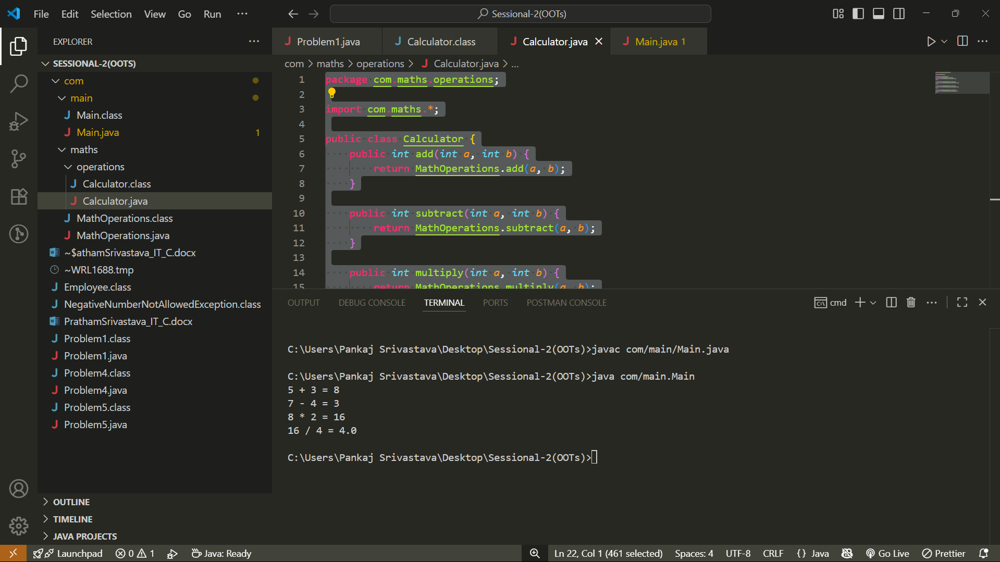 File Edit Selection View Go Run ···
Sessional-2(OOTs)
EXPLORER
SESSIONAL-2(OOTS)
com
main
Main.class
Main.java 1
maths
operations
Calculator.class
Calculator.java
MathOperations.class
MathOperations.java
~$athamSrivastava_IT_C.docx
~WRL1688.tmp
Employee.class
NegativeNumberNotAllowedException.class
PrathamSrivastava_IT_C.docx
Problem1.class
Problem1.java
Problem4.class
Problem4.java
Problem5.class
Problem5.java
OUTLINE
TIMELINE
JAVA PROJECTS
Problem1.java Calculator.class Calculator.java Main.java 1
com > maths > operations > Calculator.java > ...
1 package com.maths.operations;
2
3 import com.maths.*;
4
5 public class Calculator {
6 public int add(int a, int b) {
7 return MathOperations.add(a, b);
8 }
9
10 public int subtract(int a, int b) {
11 return MathOperations.subtract(a, b);
12 }
13
14 public int multiply(int a, int b) {
15 return MathOperations.multiply(a, b);
OUTPUT DEBUG CONSOLE TERMINAL PORTS POSTMAN CONSOLE cmd
C:\Users\Pankaj Srivastava\Desktop\Sessional-2(OOTs)>javac com/main/Main.java
C:\Users\Pankaj Srivastava\Desktop\Sessional-2(OOTs)>java com/main.Main
5 + 3 = 8
7 - 4 = 3
8 * 2 = 16
16 / 4 = 4.0
C:\Users\Pankaj Srivastava\Desktop\Sessional-2(OOTs)>
Launchpad 0 1 Java: Ready Ln 22, Col 1 (461 selected) Spaces: 4 UTF-8 CRLF {} Java Go Live Prettier